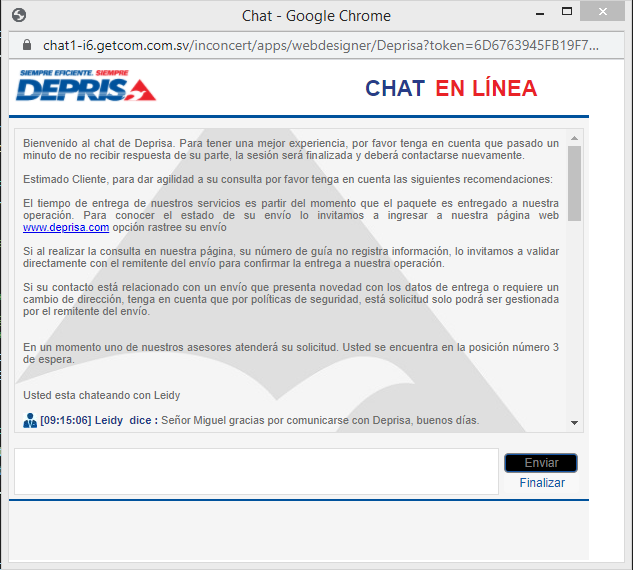 Chat - Google Chrome
chat1-i6.getcom.com.sv/inconcert/apps/webdesigner/Deprisa?token=6D6763945FB19F7...
SIEMPRE EFICIENTE. SIEMPRE
DEPRISA
CHAT EN LÍNEA
Bienvenido al chat de Deprisa. Para tener una mejor experiencia, por favor tenga en cuenta que pasado un
minuto de no recibir respuesta de su parte, la sesión será finalizada y deberá contactarse nuevamente.
Estimado Cliente, para dar agilidad a su consulta por favor tenga en cuenta las siguientes recomendaciones:
El tiempo de entrega de nuestros servicios es partir del momento que el paquete es entregado a nuestra
operación. Para conocer el estado de su envío lo invitamos a ingresar a nuestra página web
www.deprisa.com opción rastree su envío
Si al realizar la consulta en nuestra página, su número de guía no registra información, lo invitamos a validar
directamente con el remitente del envío para confirmar la entrega a nuestra operación.
Si su contacto está relacionado con un envío que presenta novedad con los datos de entrega o requiere un
cambio de dirección, tenga en cuenta que por políticas de seguridad, está solicitud solo podrá ser gestionada
por el remitente del envío.
En un momento uno de nuestros asesores atenderá su solicitud. Usted se encuentra en la posición número 3
de espera.
Usted esta chateando con Leidy
[09:15:06] Leidy dice : Señor Miguel gracias por comunicarse con Deprisa, buenos días.
Enviar
Finalizar